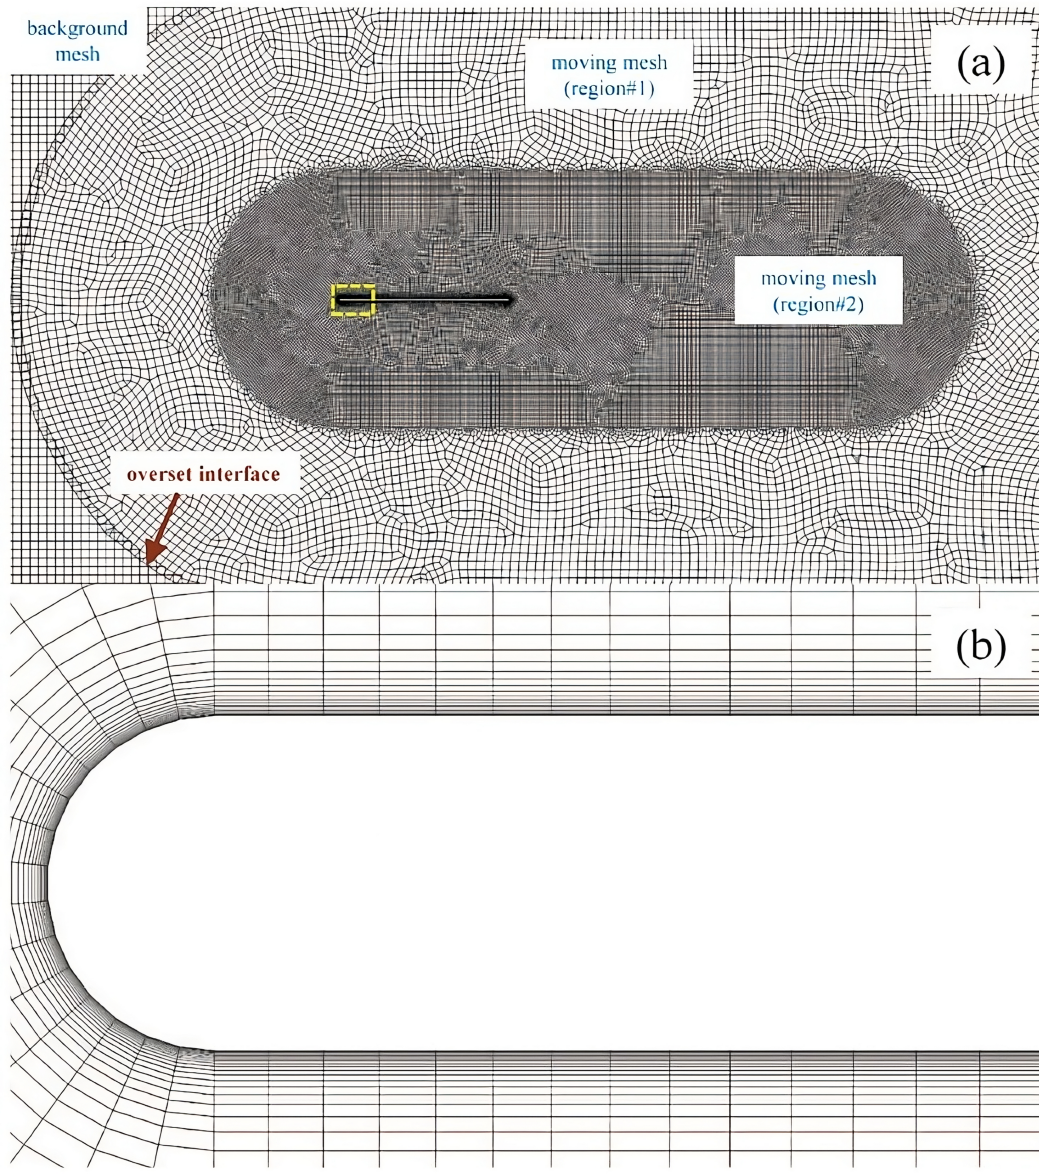 background
mesh
moving mesh
(region#1)
(a)
moving mesh
(region#2)
overset interface
(b)